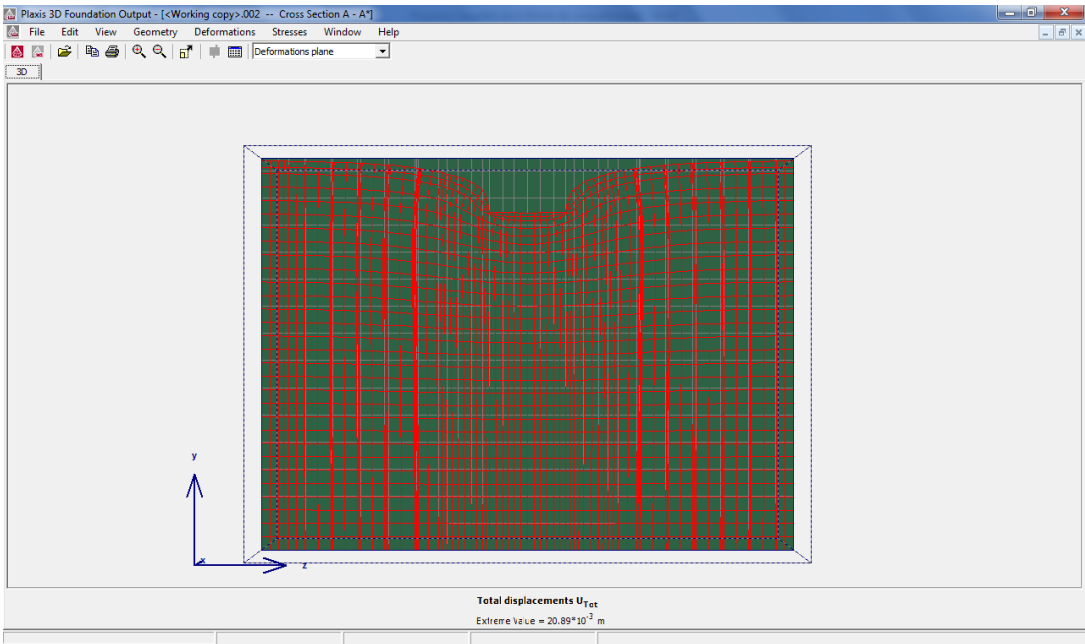 Plaxis 3D Foundation Output - [<Working copy>.002 -- Cross Section A - A*]
File Edit View Geometry Deformations Stresses Window Help
Deformations plane
3D
y
x
z
Total displacements U_Tot
Extreme Value = 20.89*10^-3 m